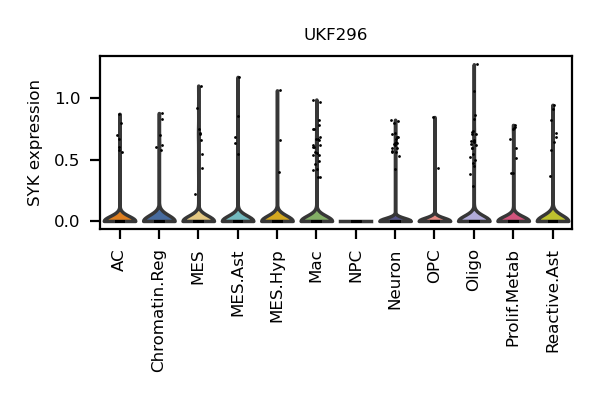 UKF296
SYK expression
1.0
0.5
0.0
AC
Chromatin.Reg
MES
MES.Ast
MES.Hyp
Mac
NPC
Neuron
OPC
Oligo
Prolif.Metab
Reactive.Ast